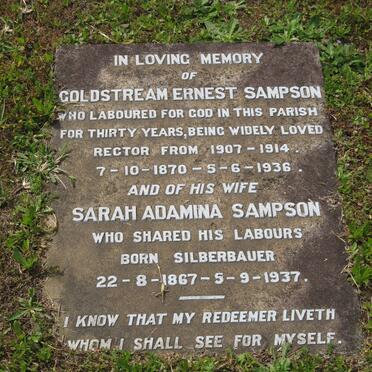 IN LOVING MEMORY
OF
GOLDSTREAM ERNEST SAMPSON
WHO LABOURED FOR GOD IN THIS PARISH
FOR THIRTY YEARS, BEING WIDELY LOVED
RECTOR FROM 1907-1914.
7-10-1870-5-6-1936.
AND OF HIS WIFE
SARAH ADAMINA SAMPSON
WHO SHARED HIS LABOURS
BORN SILBERBAUER
22-8-1867-5-9-1937.
I KNOW THAT MY REDEEMER LIVETH
WHOM I SHALL SEE FOR MYSELF.